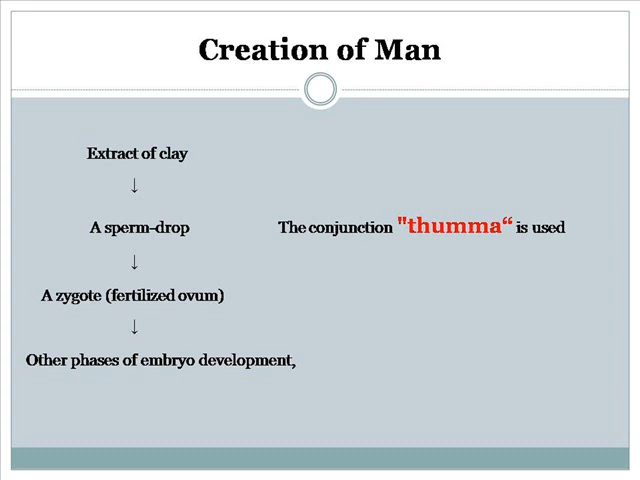 Creation of Man
Extract of clay
↓
A sperm-drop The conjunction "thumma“ is used
↓
A zygote (fertilized ovum)
↓
Other phases of embryo development,